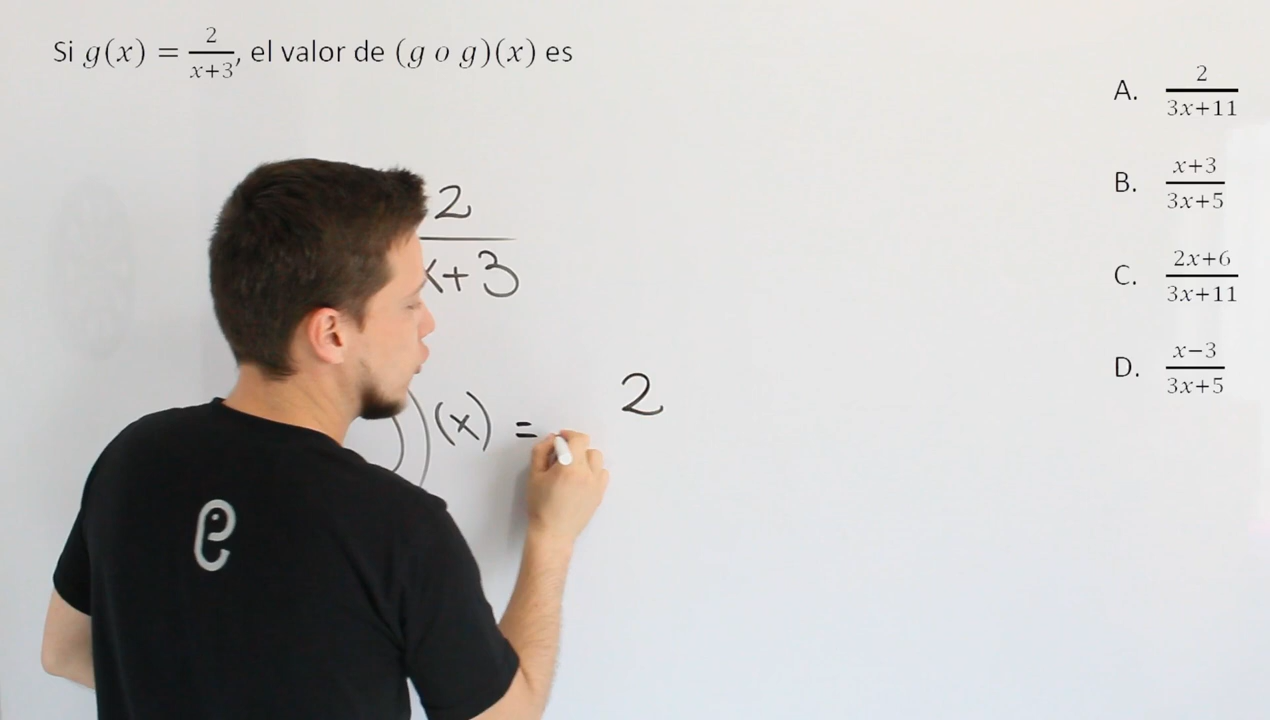 Si g(x) = 2/(x+3), el valor de (g o g)(x) es
A. 2/(3x+11)
B. (x+3)/(3x+5)
C. (2x+6)/(3x+11)
D. (x−3)/(3x+5)
2
x+3
)(x) = 2